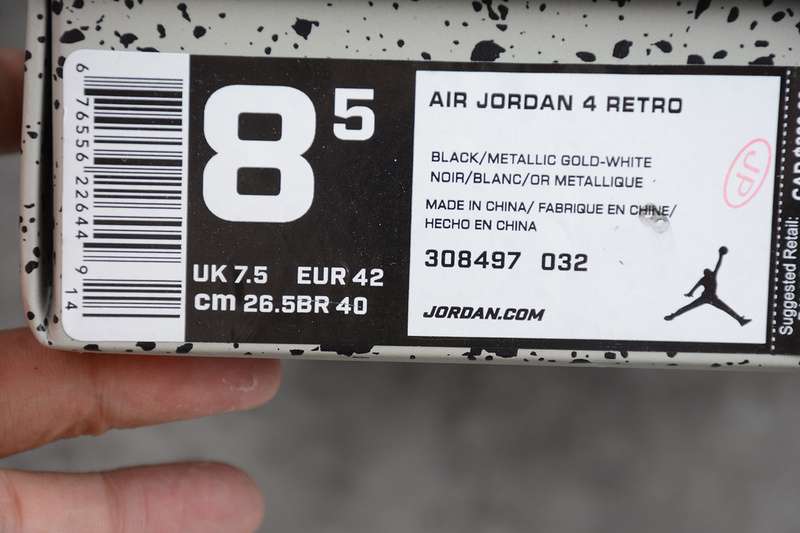 6 76556 22644 9 14
8 5
UK 7.5 EUR 42
cm 26.5BR 40
AIR JORDAN 4 RETRO
BLACK/METALLIC GOLD-WHITE
NOIR/BLANC/OR METALLIQUE
MADE IN CHINA/ FABRIQUE EN CHINE/
HECHO EN CHINA
308497 032
JORDAN.COM
JP
Suggested Retail: